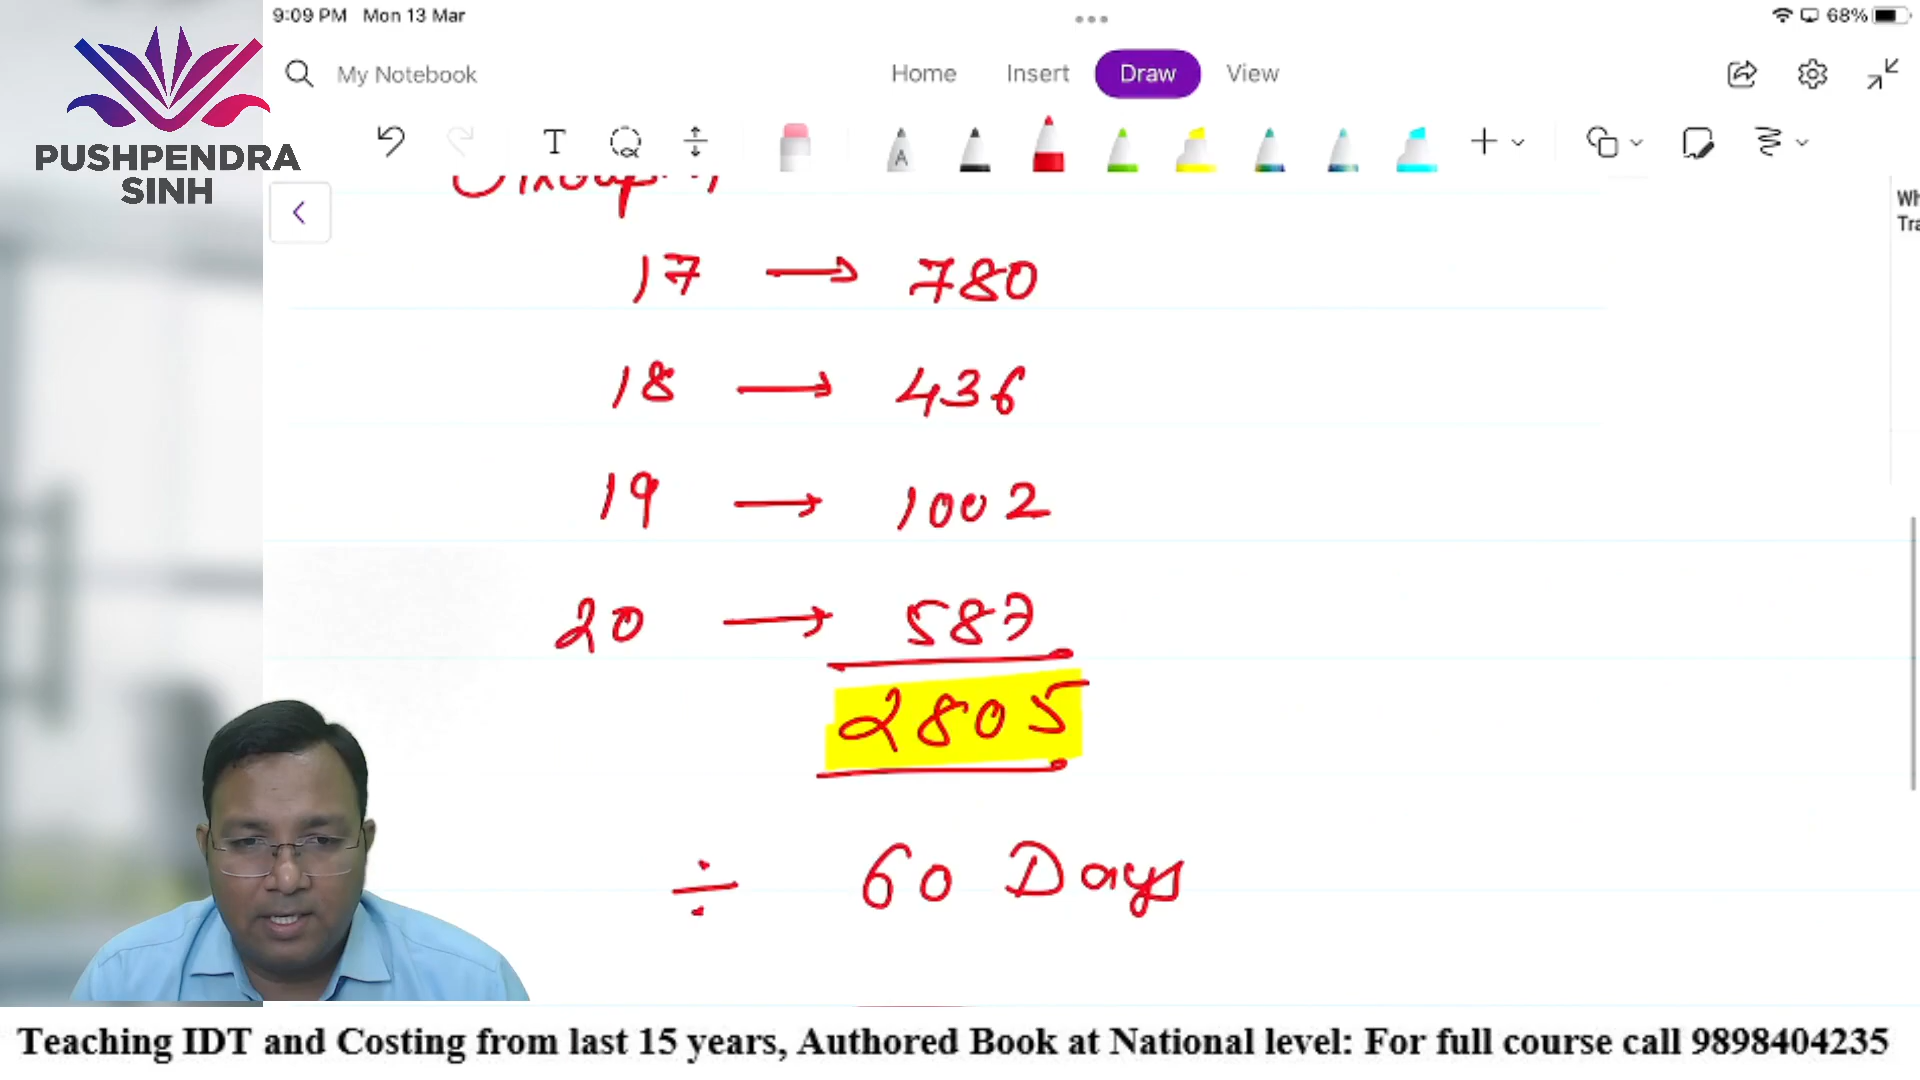 9:09 PM Mon 13 Mar
68%
PUSHPENDRA
SINH
My Notebook
Home Insert Draw View
T
A
Wh
Tra
17 → 780
18 → 436
19 → 1002
20 → 587
2805
÷ 60 Days
Teaching IDT and Costing from last 15 years, Authored Book at National level: For full course call 9898404235